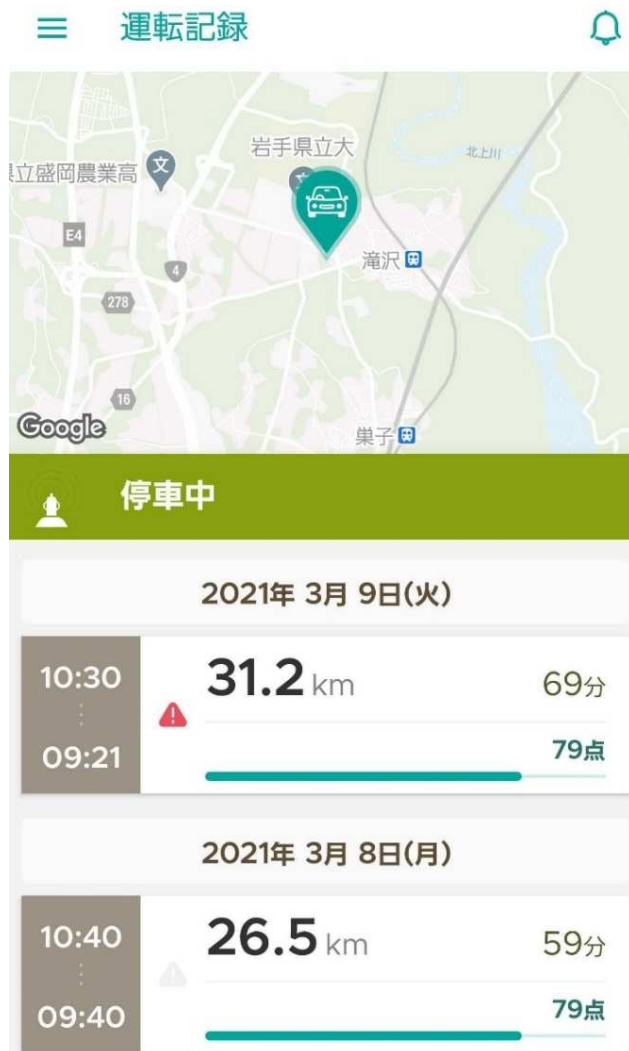 運転記録
岩手県立大
北上川
県立盛岡農業高
文
E4
4
滝沢
278
16
Google
巣子
停車中
2021年 3月 9日(火)
10:30
31.2 km
69分
09:21
79点
2021年 3月 8日(月)
10:40
26.5 km
59分
09:40
79点